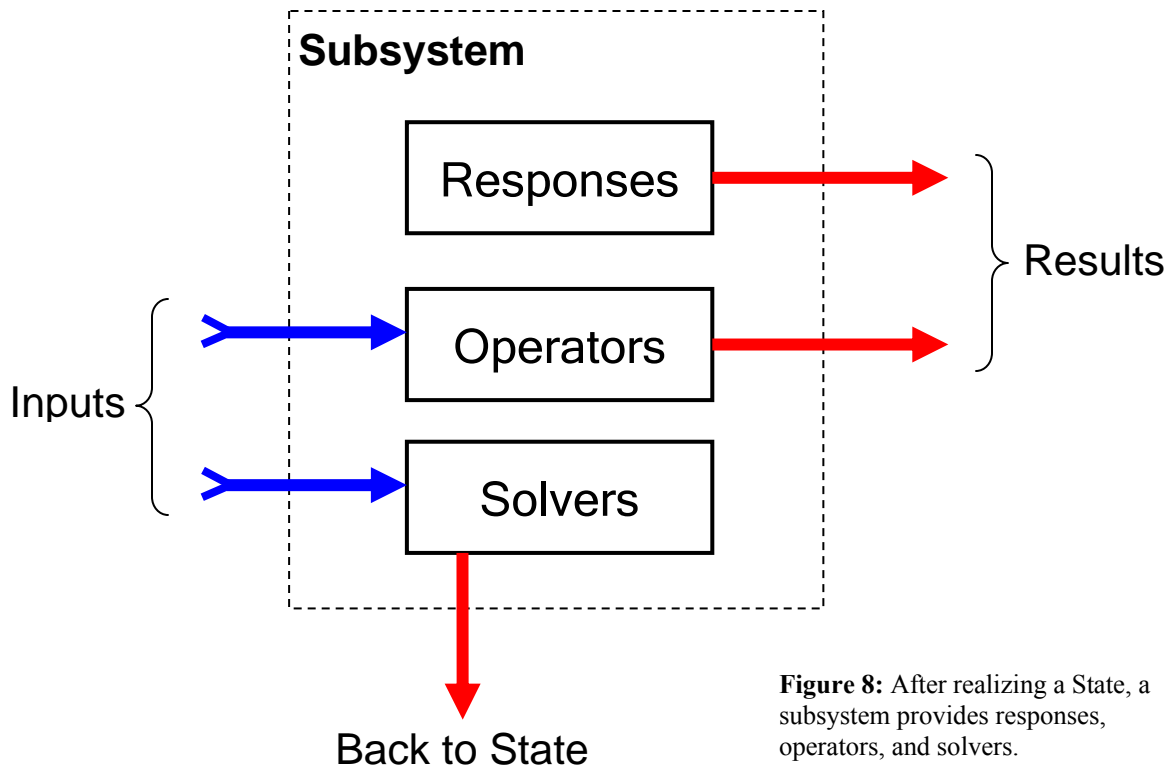 Subsystem
Responses
Results
Operators
Inputs
Solvers
Back to State
Figure 8: After realizing a State, a
subsystem provides responses,
operators, and solvers.